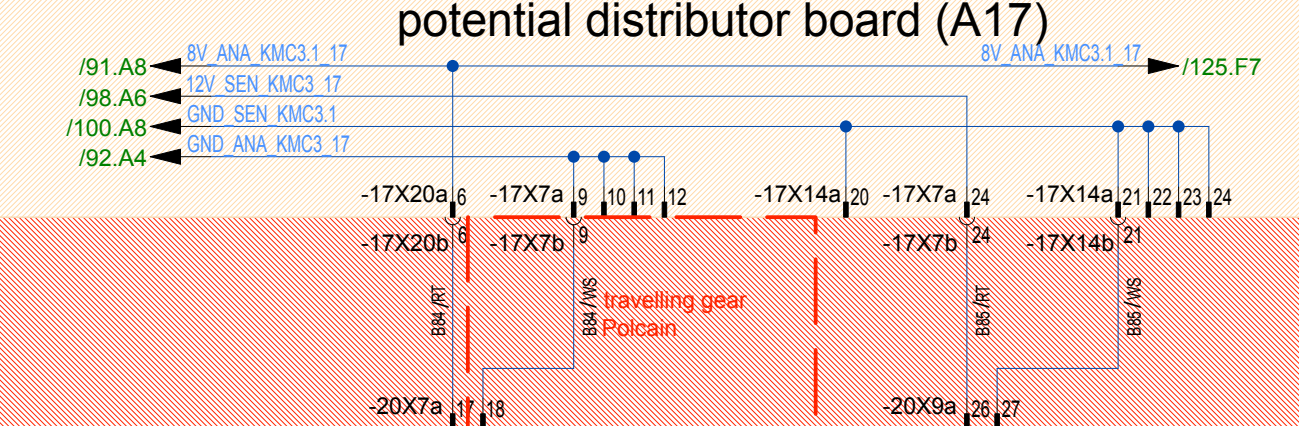 potential distributor board (A17)
8V_ANA_KMC3.1_17 8V_ANA_KMC3.1_17
/91.A8 /125.F7
12V_SEN_KMC3_17
/98.A6
GND_SEN_KMC3.1
/100.A8
GND_ANA_KMC3_17
/92.A4
-17X20a 6 -17X7a 9 10 11 12 -17X14a 20 -17X7a 24 -17X14a 21 22 23 24
-17X20b 6 -17X7b 9 -17X7b 24 -17X14b 21
B84 /RT B84 /WS B85 /RT B85 /WS
travelling gear
Polcain
-20X7a 17 18 -20X9a 26 27